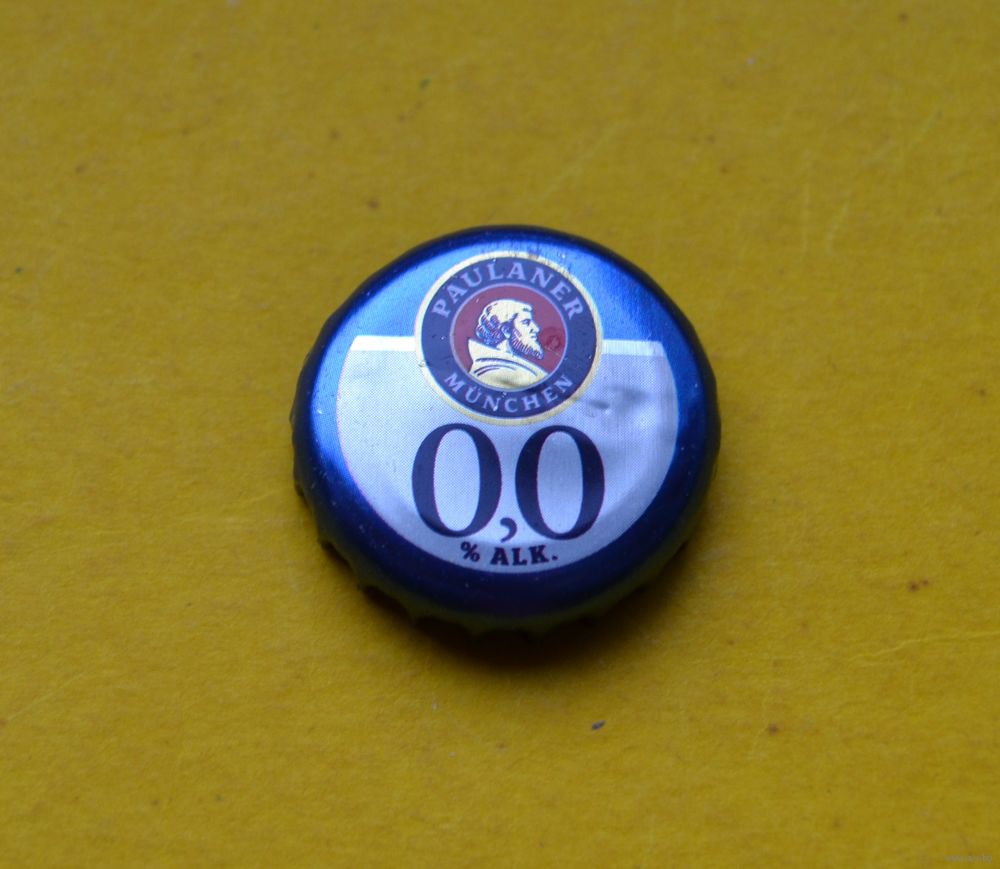 PAULANER
MÜNCHEN
0,0
% ALK.